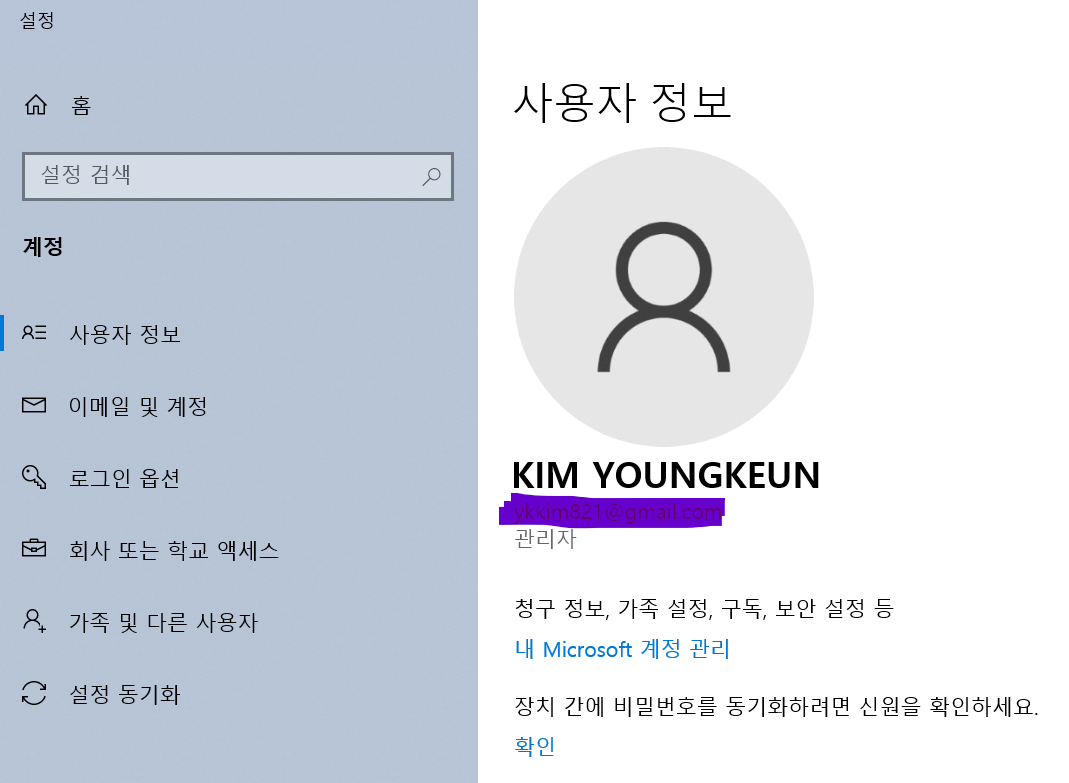 설정
홈
설정 검색
계정
사용자 정보
이메일 및 계정
로그인 옵션
회사 또는 학교 액세스
가족 및 다른 사용자
설정 동기화
사용자 정보
KIM YOUNGKEUN
관리자
청구 정보, 가족 설정, 구독, 보안 설정 등
내 Microsoft 계정 관리
장치 간에 비밀번호를 동기화하려면 신원을 확인하세요.
확인